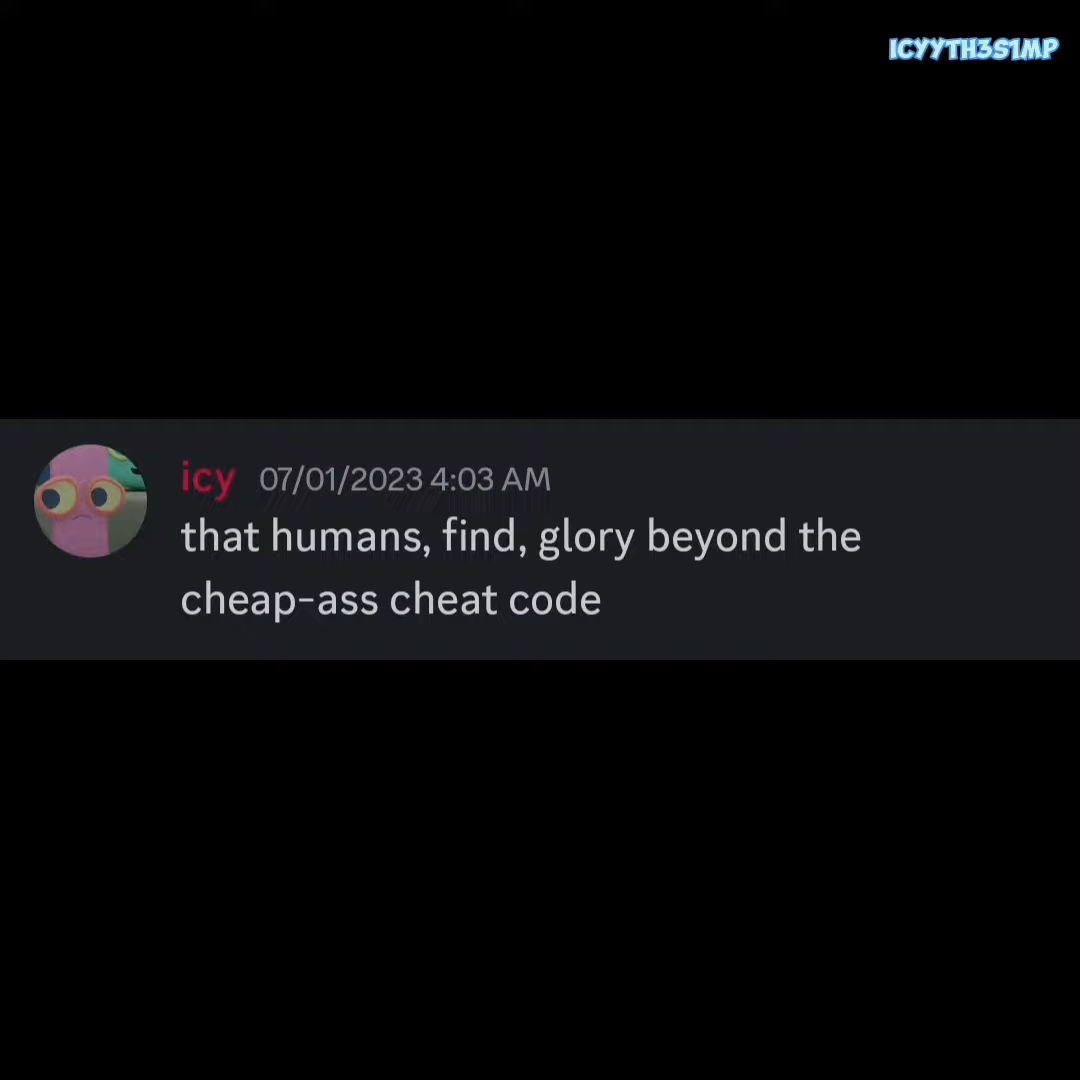 ICYYTH3S1MP
icy 07/01/2023 4:03 AM
that humans, find, glory beyond the
cheap-ass cheat code